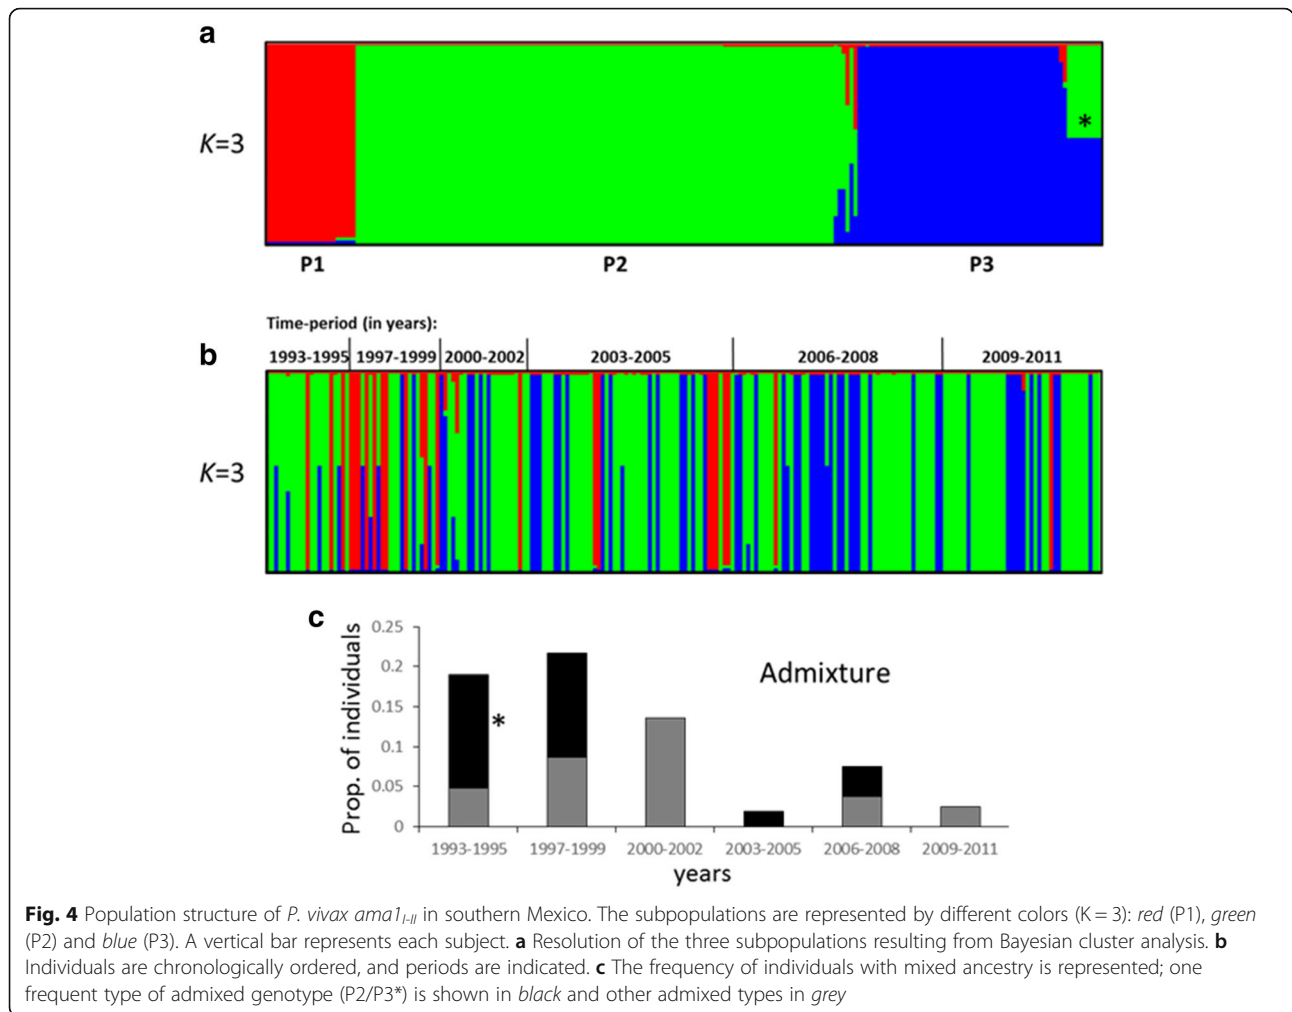 a
K=3
*
P1 P2 P3
Time-period (in years):
b
1993-1995 1997-1999 2000-2002 2003-2005 2006-2008 2009-2011
K=3
c
Prop. of individuals
0.25
0.2
0.15
0.1
0.05
0
Admixture
*
1993-1995 1997-1999 2000-2002 2003-2005 2006-2008 2009-2011
years
Fig. 4 Population structure of P. vivax ama1I-II in southern Mexico. The subpopulations are represented by different colors (K = 3): red (P1), green
(P2) and blue (P3). A vertical bar represents each subject. a Resolution of the three subpopulations resulting from Bayesian cluster analysis. b
Individuals are chronologically ordered, and periods are indicated. c The frequency of individuals with mixed ancestry is represented; one
frequent type of admixed genotype (P2/P3*) is shown in black and other admixed types in grey